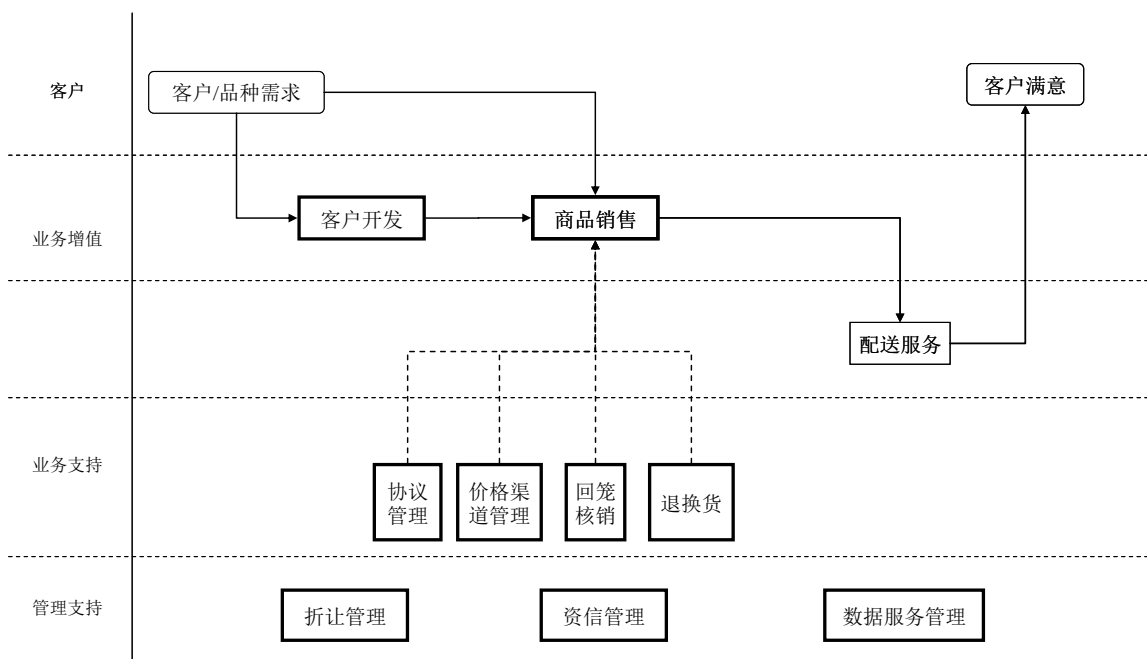 客户
客户/品种需求
客户满意
业务增值
客户开发
商品销售
配送服务
业务支持
协议
管理
价格渠
道管理
回笼
核销
退换货
管理支持
折让管理
资信管理
数据服务管理